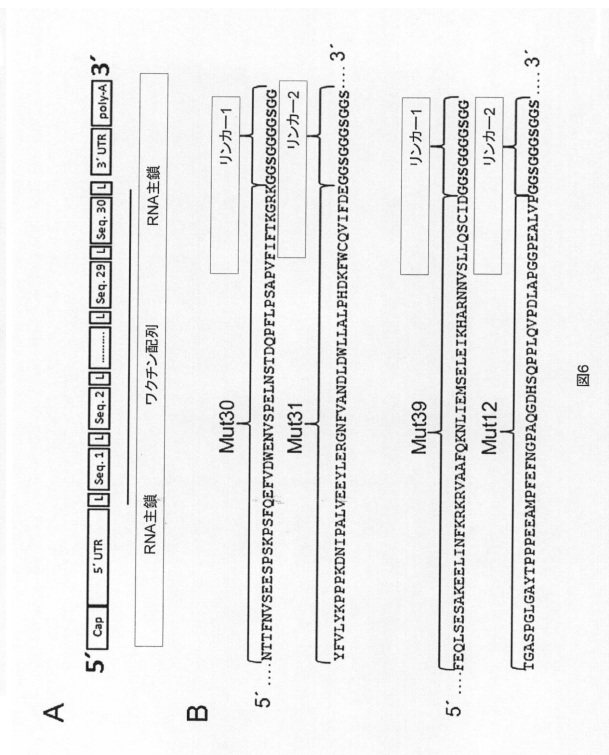 A
5´ Cap 5´ UTR L Seq. 1 L Seq. 2 L ......... L Seq. 29 L Seq. 30 L 3´ UTR poly-A 3´
RNA主鎖 ワクチン配列 RNA主鎖
B
Mut30 リンカー1
5´ ....NTTFNVSEESPSKPSFQEFVDWENVSPELNSTDQPFLPSAPVFIFTKGRKGGSGGGGSGG
Mut31 リンカー2
YFVLYKPPPKDNIPALVEEYLERGNFVANDLDWLLALPHDKFWCQVIFDEGGSGGGSGGS.... 3´
Mut39 リンカー1
5´ ....FEQLSESAKEELINFKRKRVAAFQKNLIEMSELEIKHARNNVSLLQSCIDGGSGGGGSGG
Mut12 リンカー2
TGASPGLGAYTPPPEEAMPFEFNGPAQGDHSQPPLQVPDLAPGGPEALVPGGSGGGSGGS.... 3´
図6